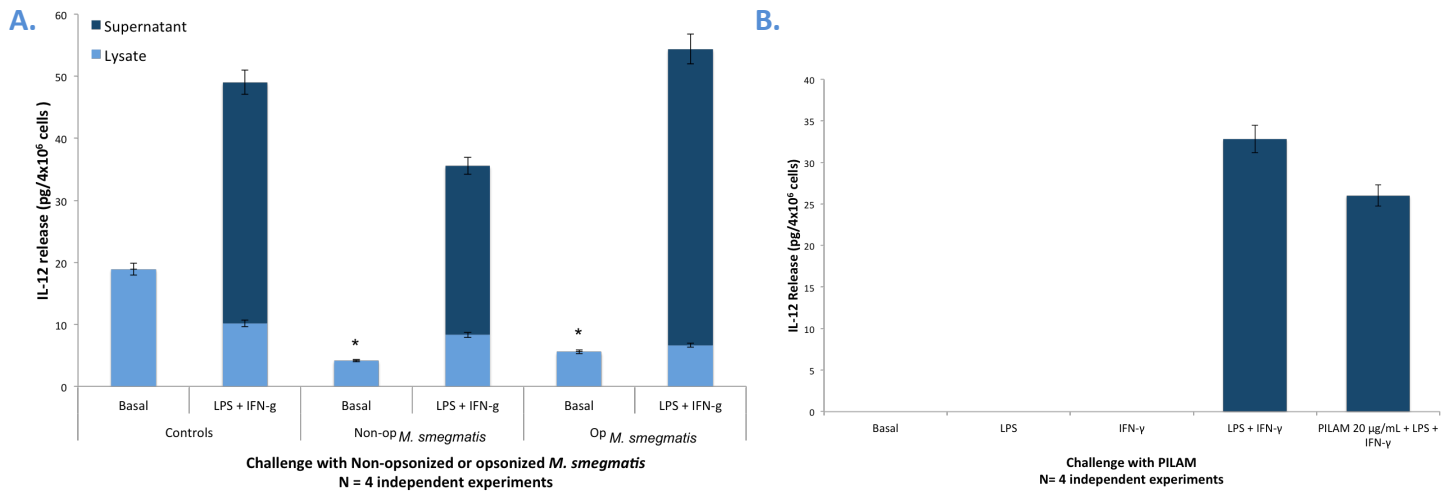 A.
Supernatant
Lysate
IL-12 release (pg/4x10⁶ cells )
60
50
40
30
20
10
0
*
*
Basal LPS + IFN-g Basal LPS + IFN-g Basal LPS + IFN-g
Controls Non-op M. smegmatis Op M. smegmatis
Challenge with Non-opsonized or opsonized M. smegmatis
N = 4 independent experiments
B.
IL-12 Release (pg/4x10⁶ cells)
40
35
30
25
20
15
10
5
0
Basal LPS IFN-γ LPS + IFN-γ PILAM 20 µg/mL + LPS +
IFN-γ
Challenge with PILAM
N= 4 independent experiments